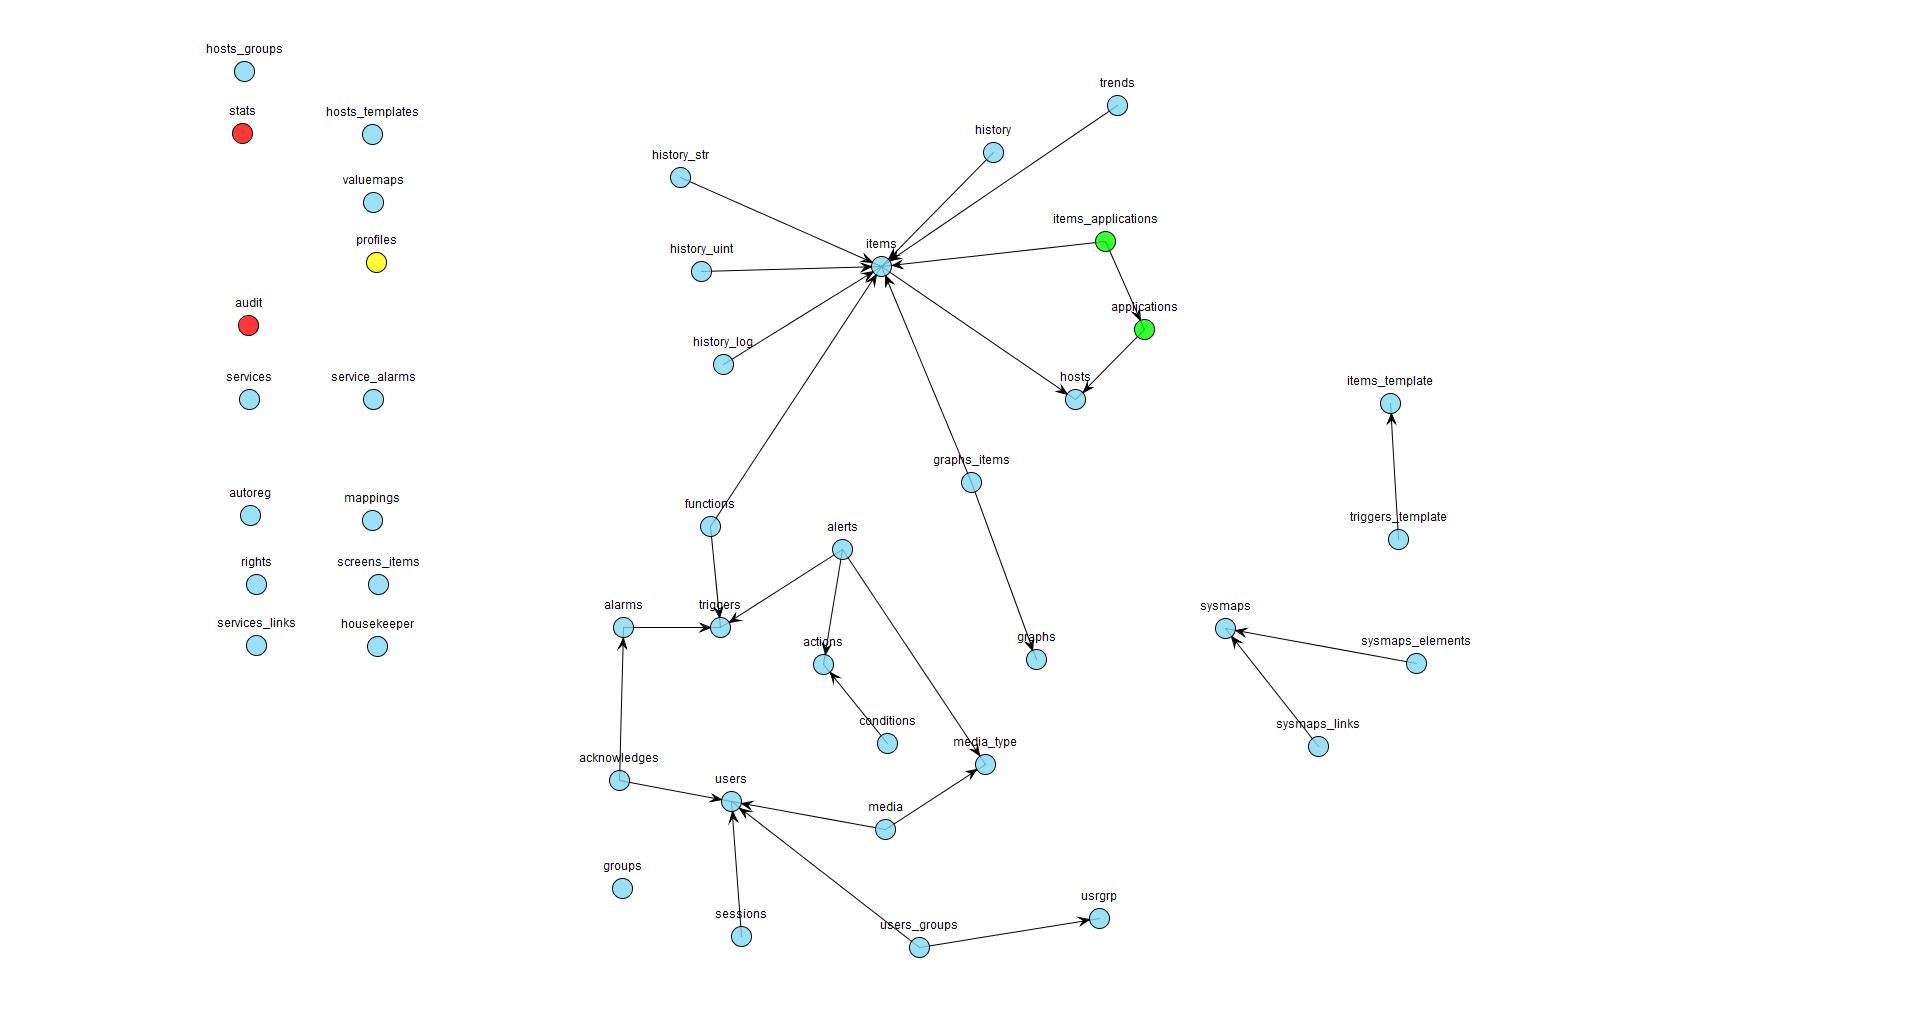 hosts_groups
stats
hosts_templates
valuemaps
profiles
audit
services
service_alarms
autoreg
mappings
rights
screens_items
services_links
housekeeper
trends
history
history_str
items_applications
items
history_uint
applications
history_log
hosts
graphs_items
functions
alerts
alarms
triggers
actions
graphs
conditions
media_type
acknowledges
users
media
groups
sessions
users_groups
usrgrp
items_template
triggers_template
sysmaps
sysmaps_elements
sysmaps_links